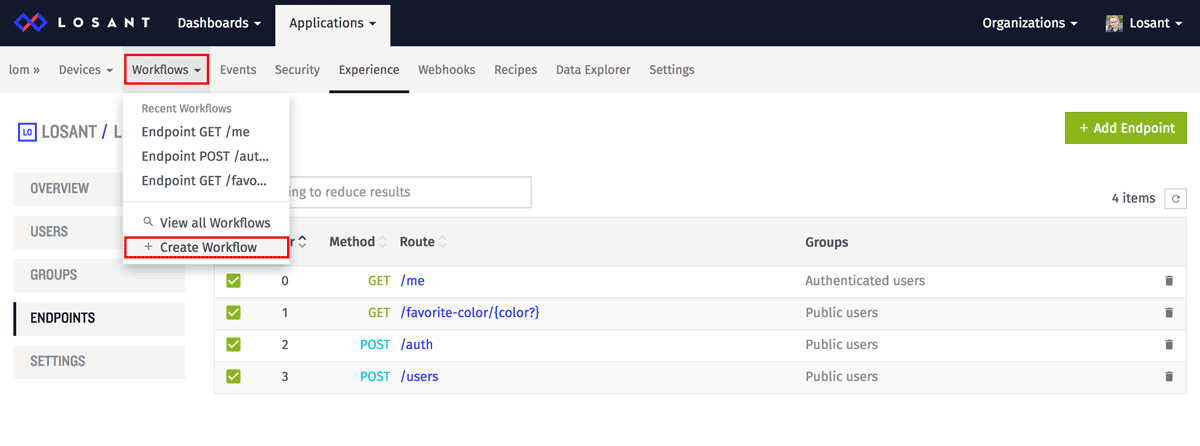 LOSANT Dashboards Applications Organizations Losant
lom » Devices Workflows Events Security Experience Webhooks Recipes Data Explorer Settings
Recent Workflows
Endpoint GET /me
Endpoint POST /aut...
Endpoint GET /favo...
View all Workflows
+ Create Workflow
LO LOSANT / L
+ Add Endpoint
OVERVIEW
USERS
GROUPS
ENDPOINTS
SETTINGS
ing to reduce results
4 items
r Method Route Groups
0 GET /me Authenticated users
1 GET /favorite-color/{color?} Public users
2 POST /auth Public users
3 POST /users Public users